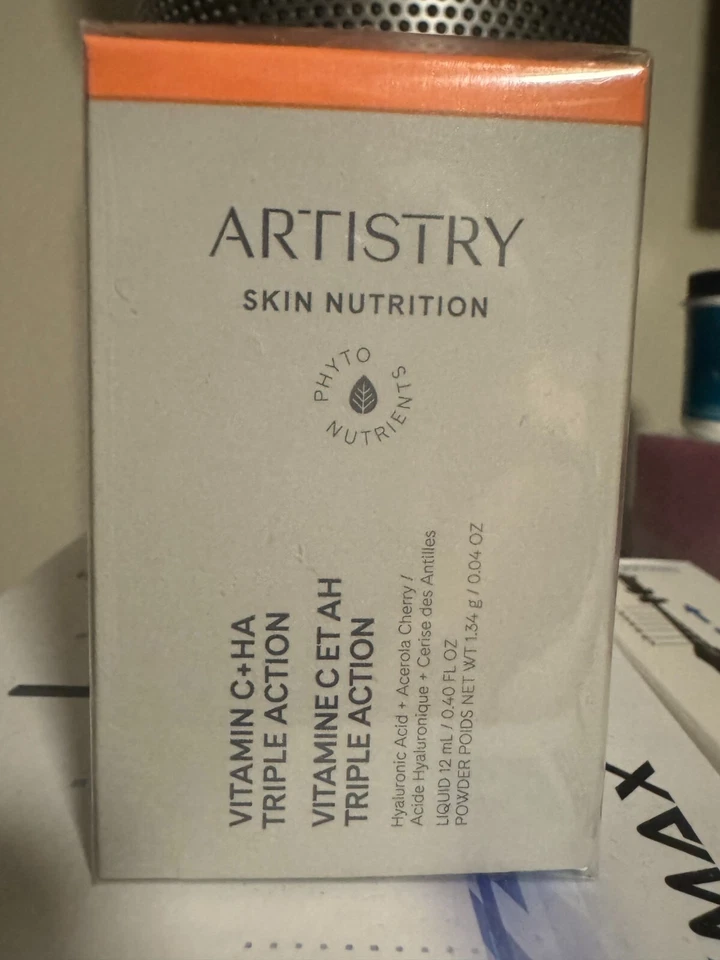 ARTISTRY
SKIN NUTRITION
PHYTO
NUTRIENTS
VITAMIN C+HA
TRIPLE ACTION
VITAMINE C ET AH
TRIPLE ACTION
Hyaluronic Acid + Acerola Cherry /
Acide Hyaluronique + Cerise des Antilles
LIQUID 12 mL / 0.40 FL OZ
POWDER POIDS NET WT 1.34 g / 0.04 OZ
MAX